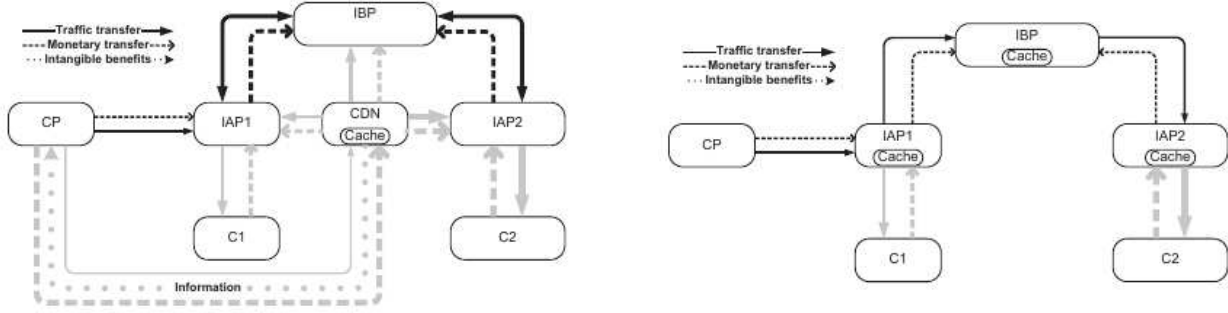 IBP
Traffic transfer
Monetary transfer
Intangible benefits
CP
IAP1
CDN
Cache
IAP2
C1
C2
Information
Traffic transfer
Monetary transfer
Intangible benefits
IBP
Cache
CP
IAP1
Cache
IAP2
Cache
C1
C2